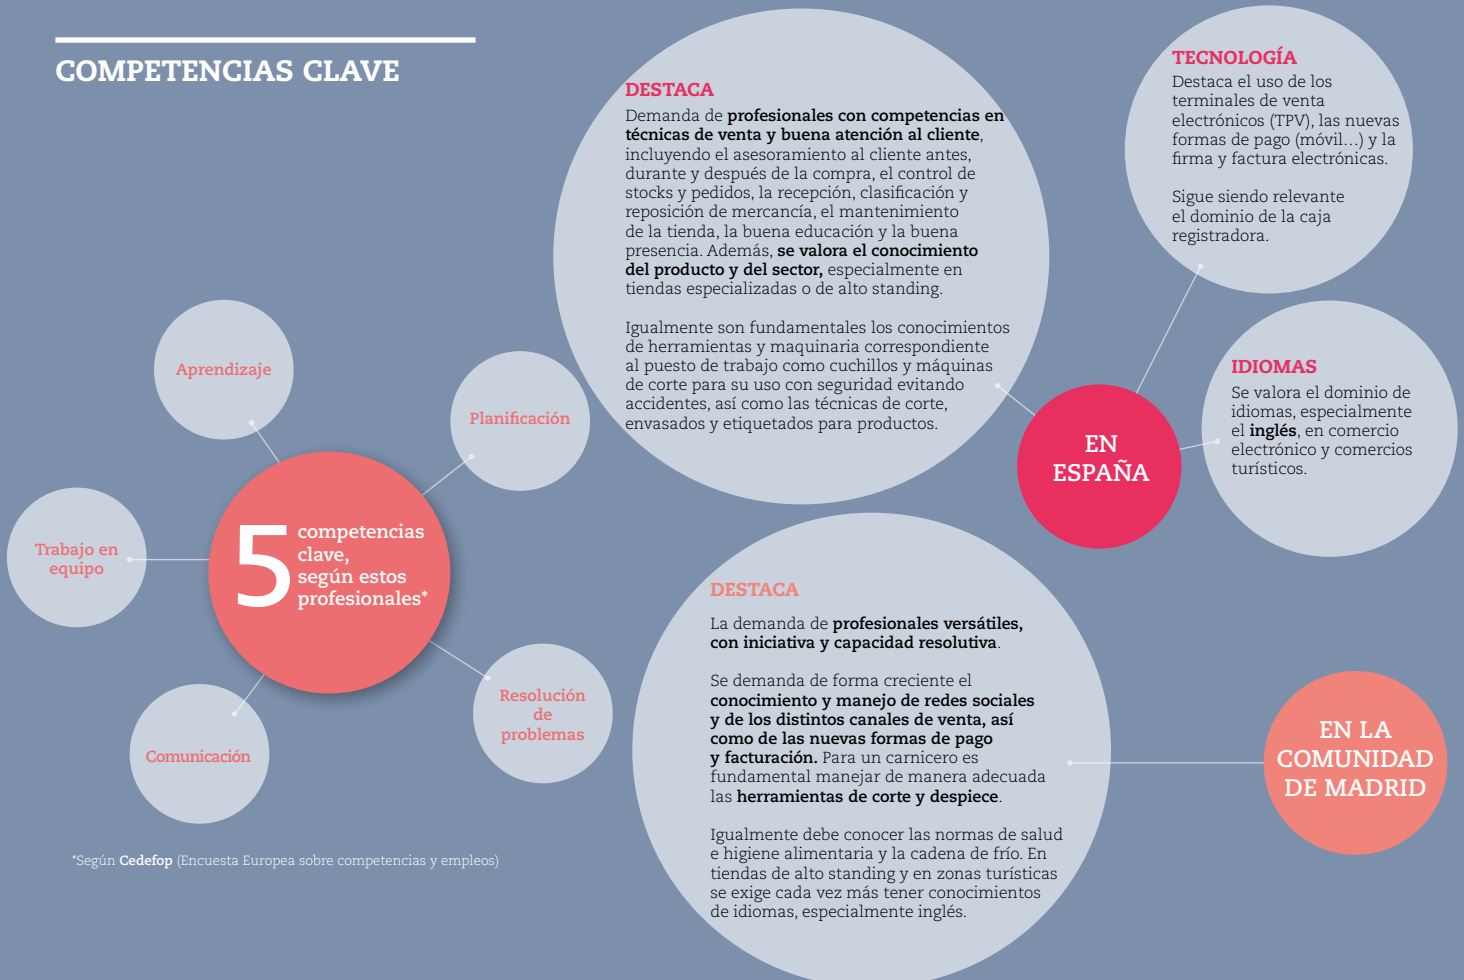 COMPETENCIAS CLAVE
Aprendizaje
Planificación
Trabajo en
equipo
5
competencias
clave,
según estos
profesionales*
Resolución
de
problemas
Comunicación
*Según Cedefop (Encuesta Europea sobre competencias y empleos)
DESTACA
Demanda de profesionales con competencias en
técnicas de venta y buena atención al cliente,
incluyendo el asesoramiento al cliente antes,
durante y después de la compra, el control de
stocks y pedidos, la recepción, clasificación y
reposición de mercancía, el mantenimiento
de la tienda, la buena educación y la buena
presencia. Además, se valora el conocimiento
del producto y del sector, especialmente en
tiendas especializadas o de alto standing.
Igualmente son fundamentales los conocimientos
de herramientas y maquinaria correspondiente
al puesto de trabajo como cuchillos y máquinas
de corte para su uso con seguridad evitando
accidentes, así como las técnicas de corte,
envasados y etiquetados para productos.
TECNOLOGÍA
Destaca el uso de los
terminales de venta
electrónicos (TPV), las nuevas
formas de pago (móvil...) y la
firma y factura electrónicas.
Sigue siendo relevante
el dominio de la caja
registradora.
IDIOMAS
Se valora el dominio de
idiomas, especialmente
el inglés, en comercio
electrónico y comercios
turísticos.
EN
ESPAÑA
DESTACA
La demanda de profesionales versátiles,
con iniciativa y capacidad resolutiva.
Se demanda de forma creciente el
conocimiento y manejo de redes sociales
y de los distintos canales de venta, así
como de las nuevas formas de pago
y facturación. Para un carnicero es
fundamental manejar de manera adecuada
las herramientas de corte y despiece.
Igualmente debe conocer las normas de salud
e higiene alimentaria y la cadena de frío. En
tiendas de alto standing y en zonas turísticas
se exige cada vez más tener conocimientos
de idiomas, especialmente inglés.
EN LA
COMUNIDAD
DE MADRID